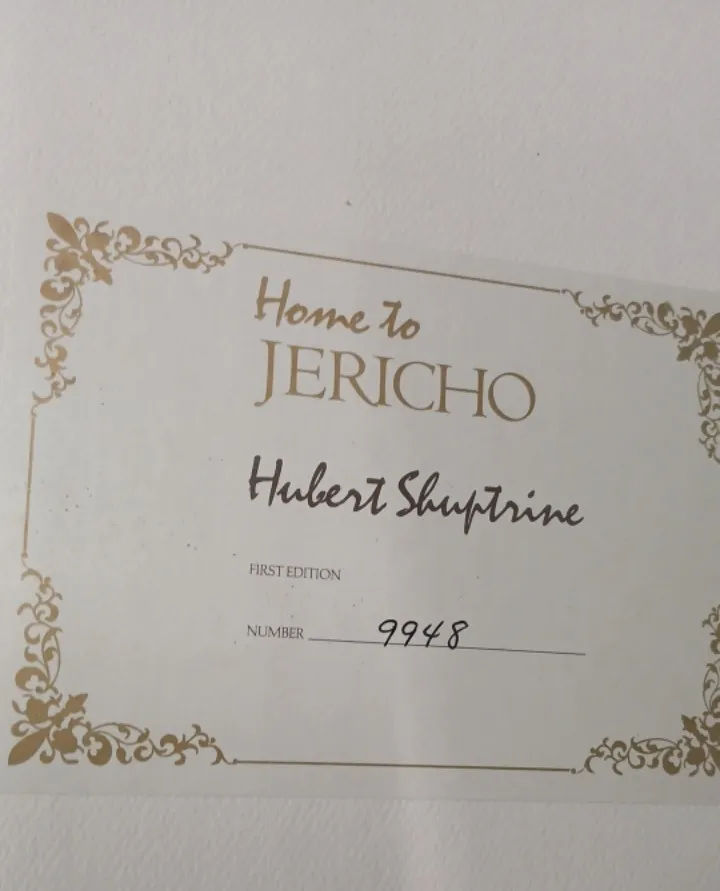 Home to
JERICHO
Hubert Shuptrine
FIRST EDITION
NUMBER 9948